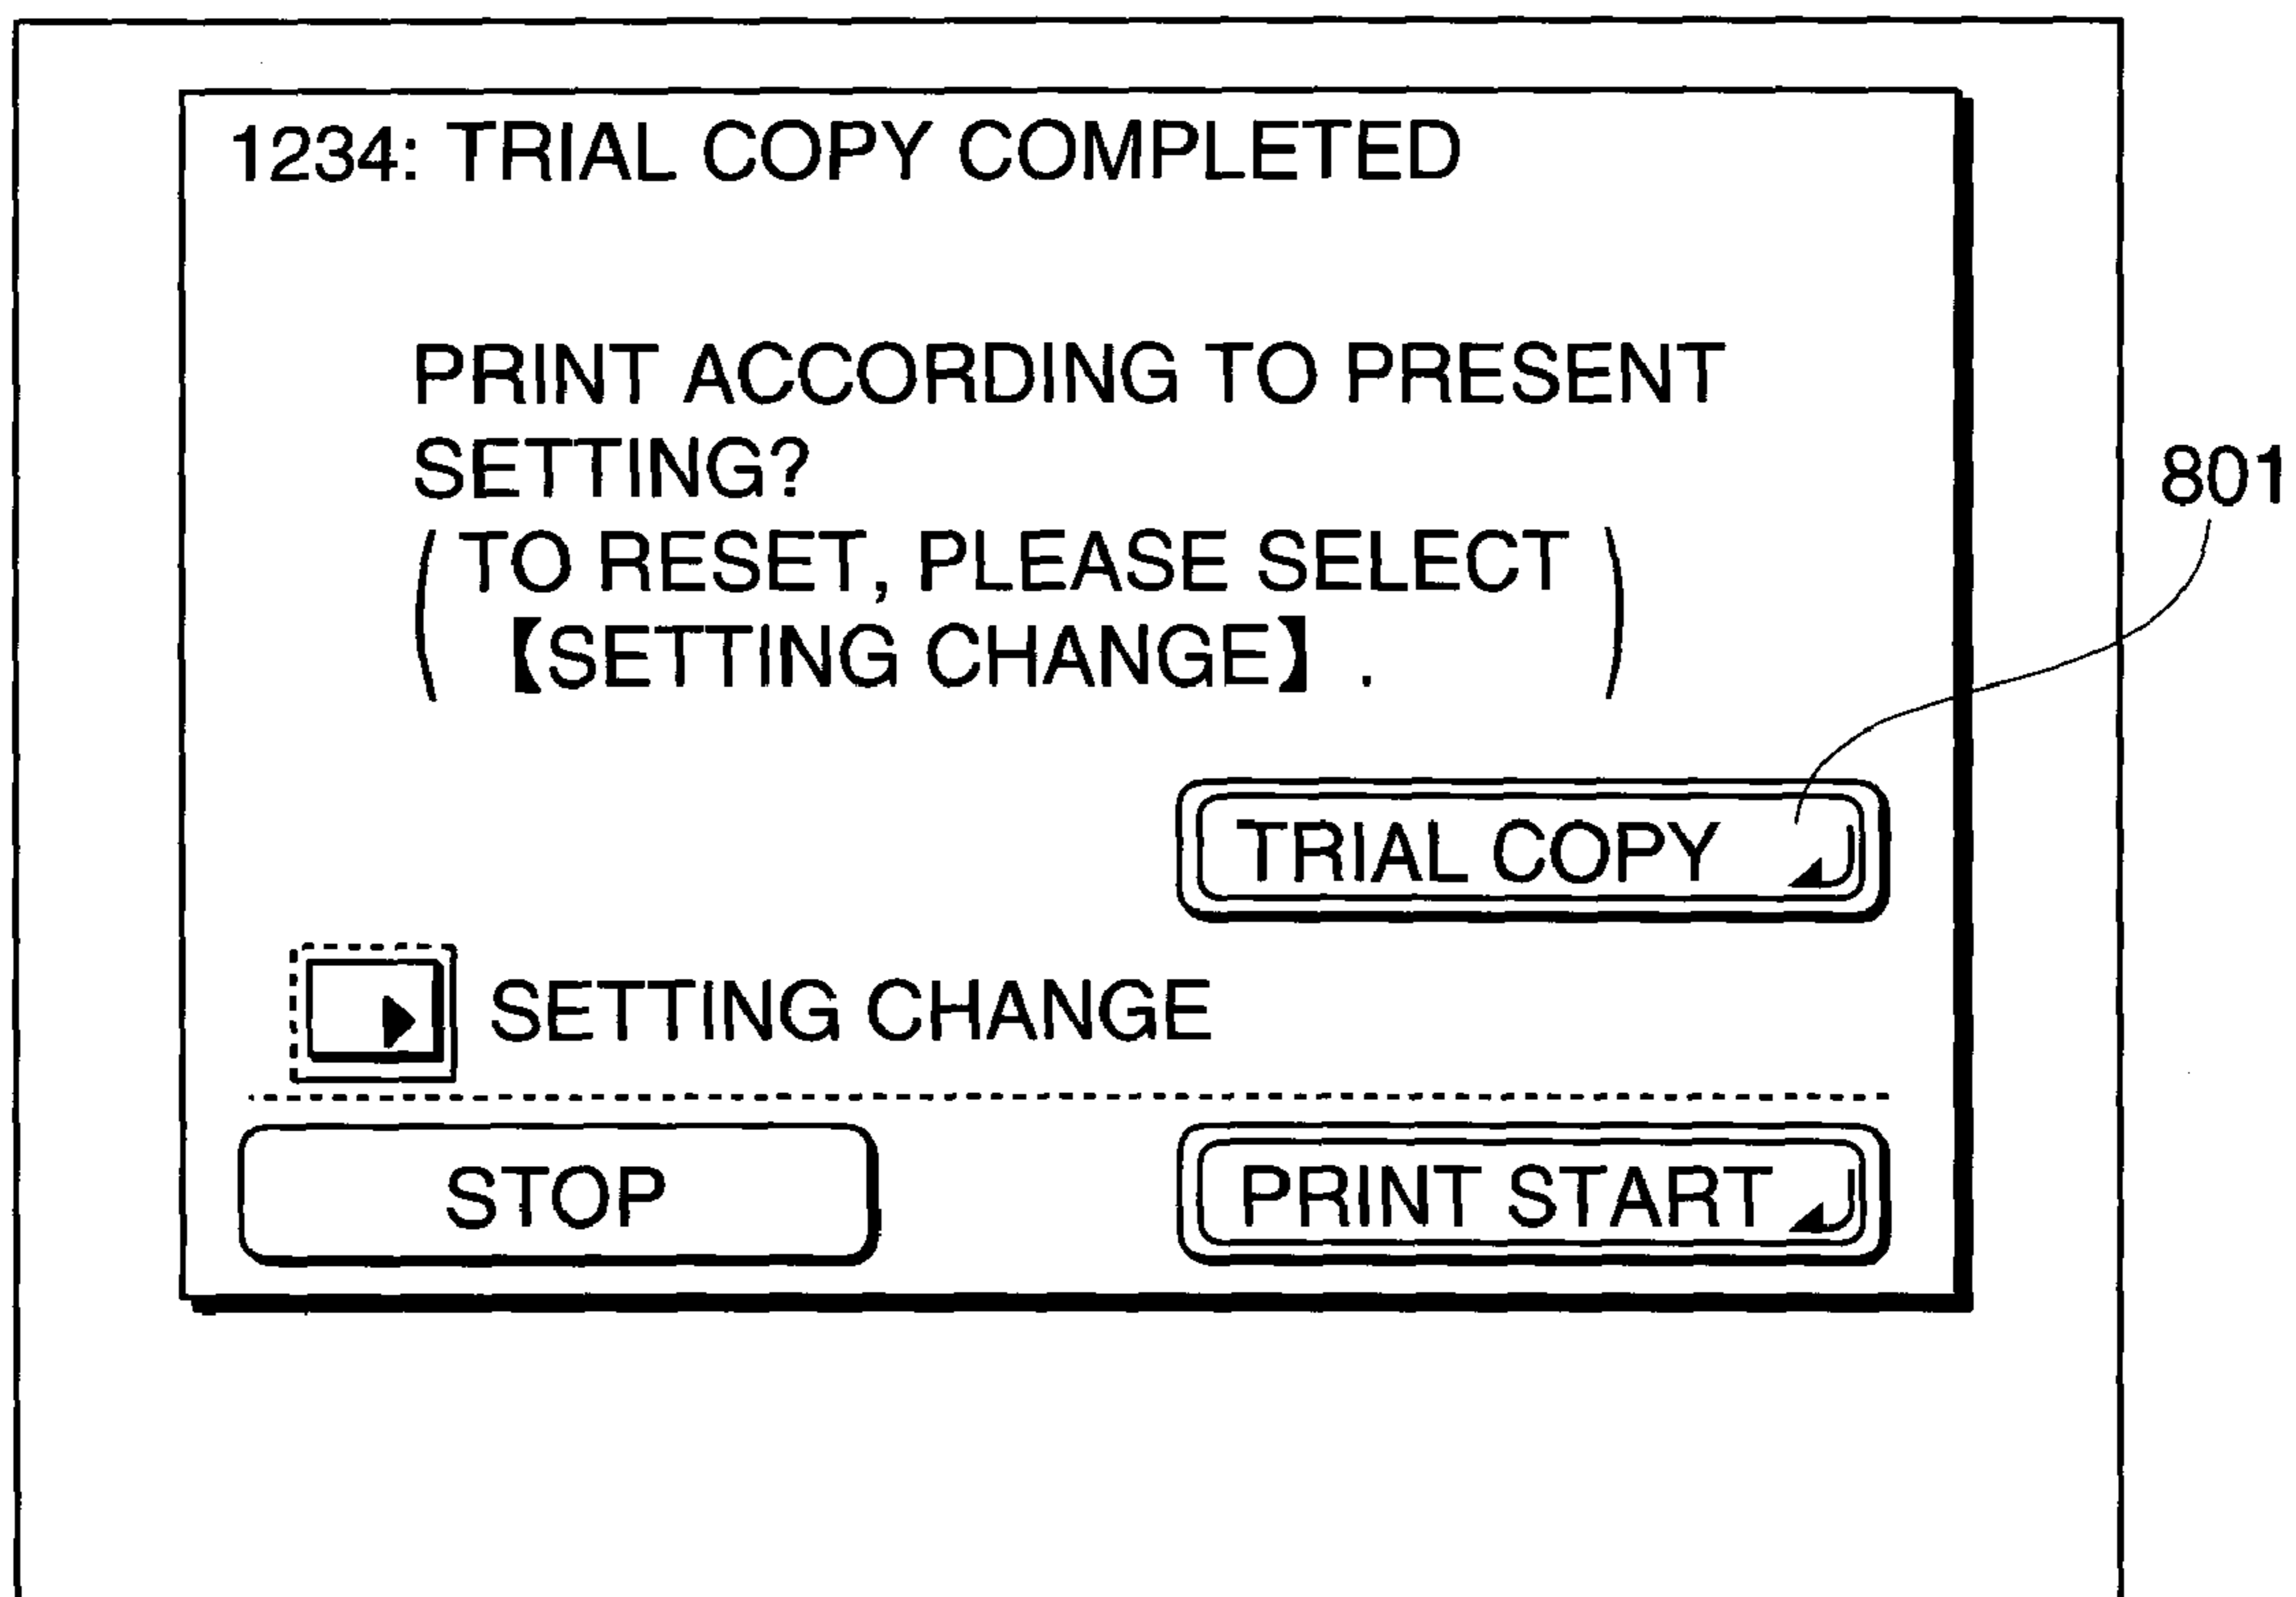 1234: TRIAL COPY COMPLETED
PRINT ACCORDING TO PRESENT
SETTING?
( TO RESET, PLEASE SELECT
【SETTING CHANGE】 . )
801
TRIAL COPY
SETTING CHANGE
STOP
PRINT START